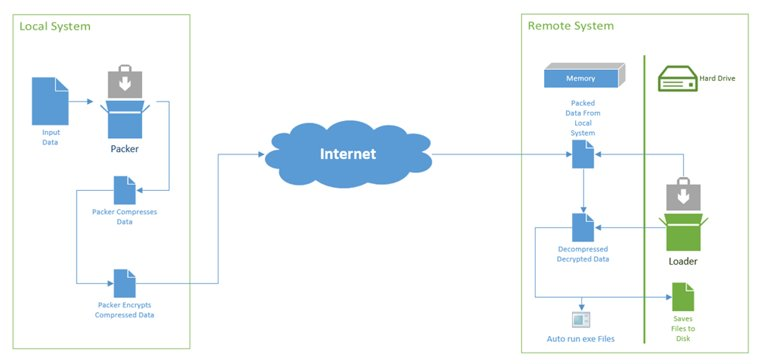 Local System
Input
Data
Packer
Packer Compresses
Data
Packer Encrypts
Compressed Data
Internet
Remote System
Memory
Hard Drive
Packed
Data From
Local
System
Decompressed
Decrypted Data
Loader
Auto run exe Files
Saves
Files to
Disk